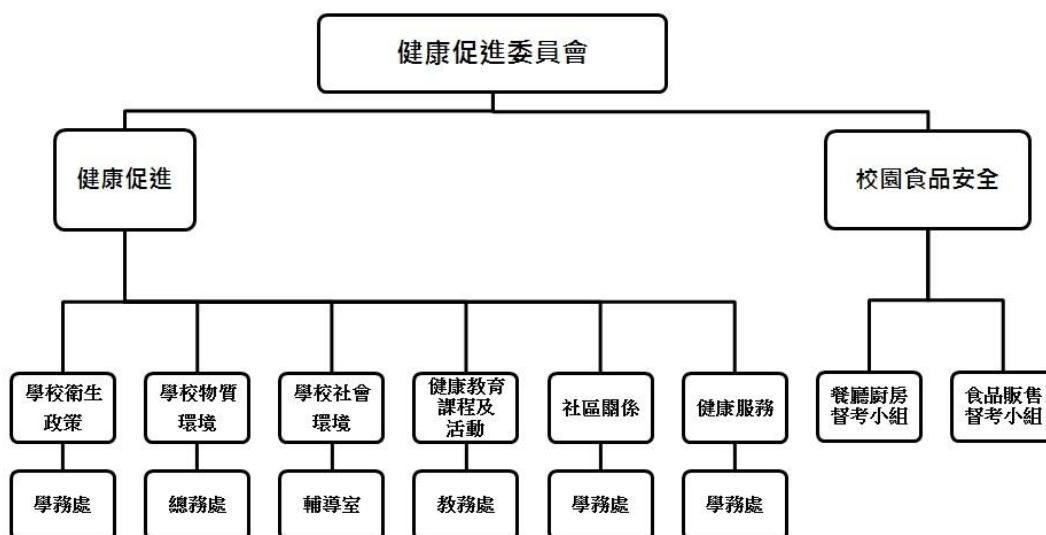 健康促進委員會
健康促進
校園食品安全
學校衛生
政策
學校物質
環境
學校社會
環境
健康教育
課程及
活動
社區關係
健康服務
餐廳廚房
督考小組
食品販售
督考小組
學務處
總務處
輔導室
教務處
學務處
學務處